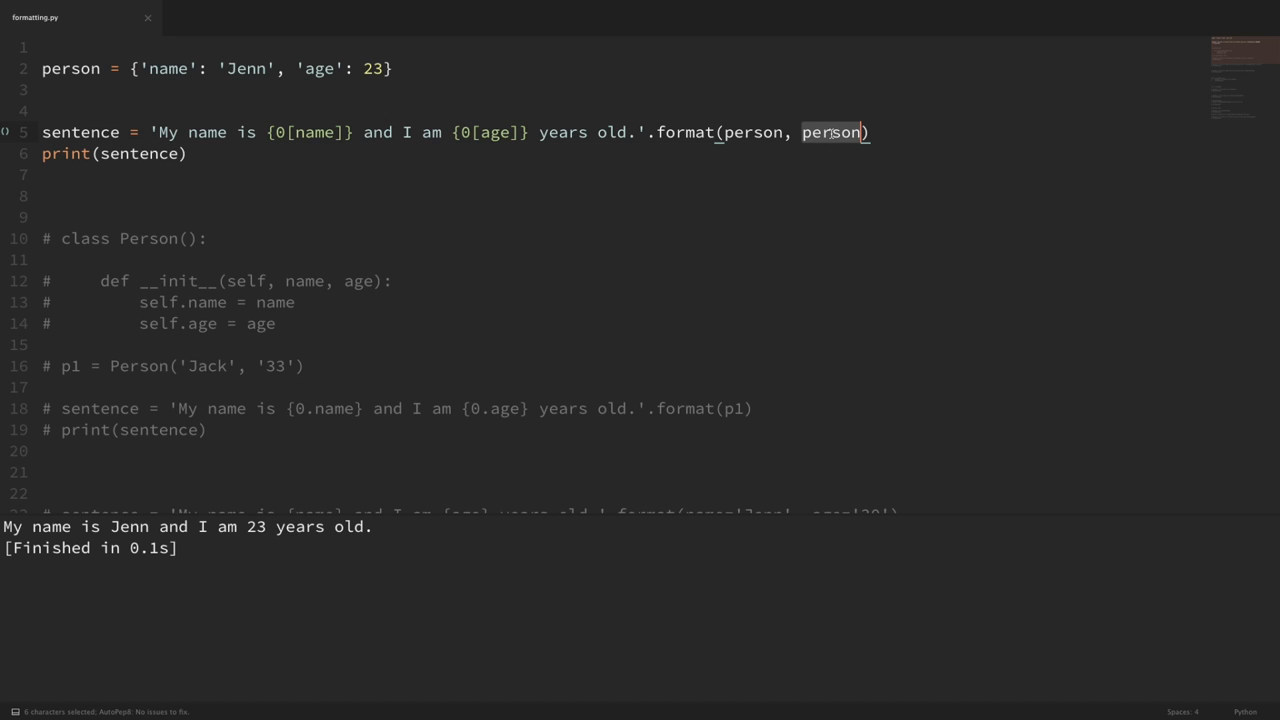 formatting.py
1
2 person = {'name': 'Jenn', 'age': 23}
3
4
5 sentence = 'My name is {0[name]} and I am {0[age]} years old.'.format(person, person)
6 print(sentence)
7
8
9
10 # class Person():
11
12 #     def __init__(self, name, age):
13 #         self.name = name
14 #         self.age = age
15
16 # p1 = Person('Jack', '33')
17
18 # sentence = 'My name is {0.name} and I am {0.age} years old.'.format(p1)
19 # print(sentence)
20
21
22
My name is Jenn and I am 23 years old.
[Finished in 0.1s]
6 characters selected; AutoPep8: No issues to fix. Spaces: 4 Python